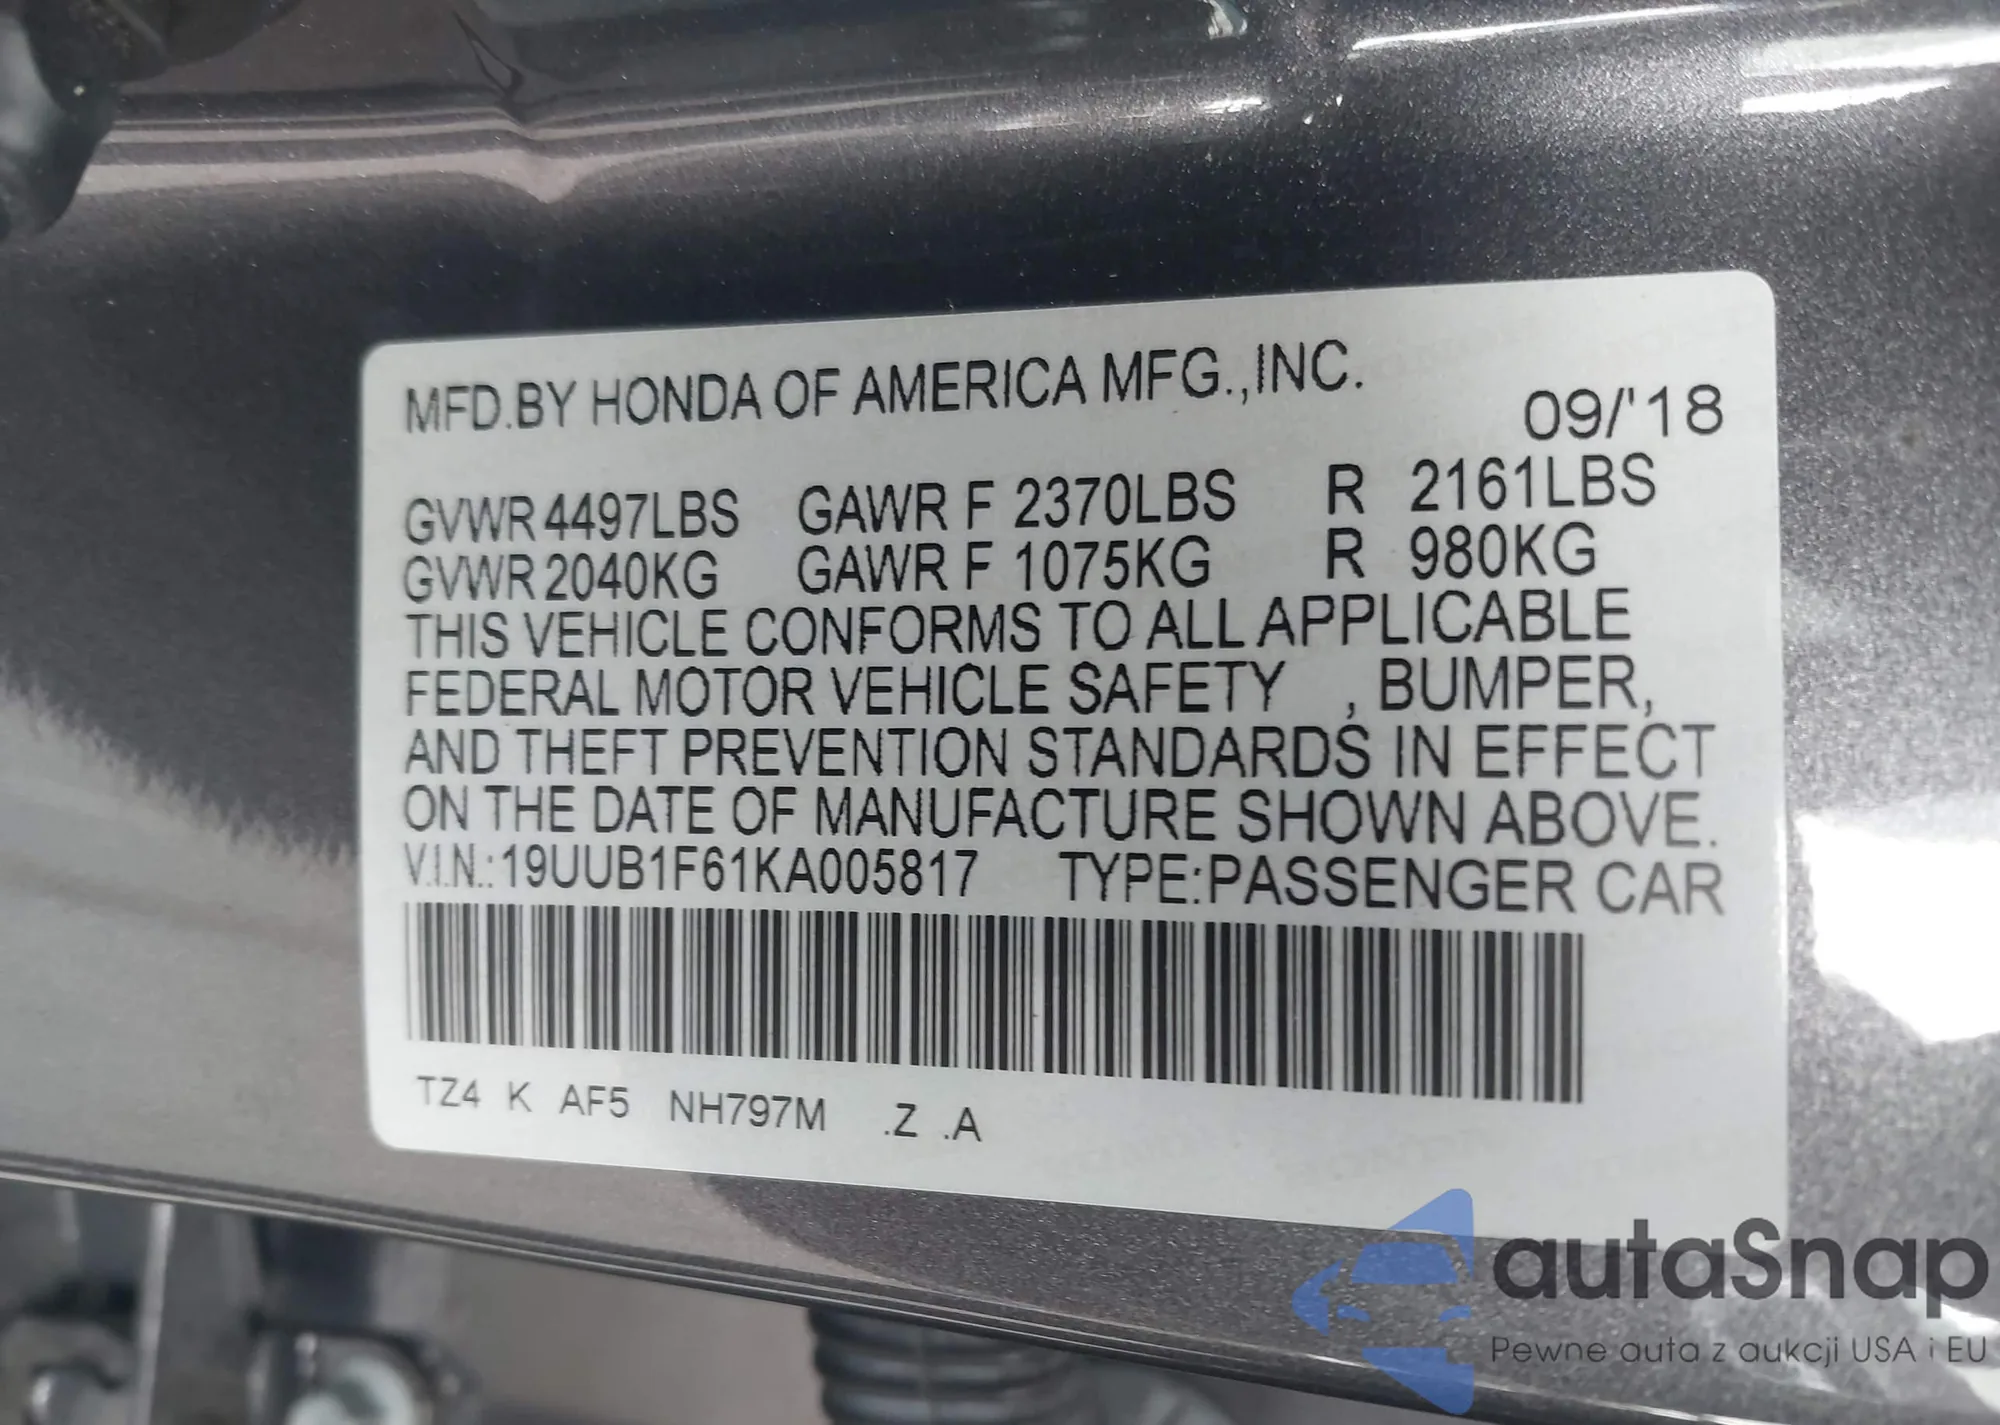 MFD.BY HONDA OF AMERICA MFG.,INC.
09/'18
GVWR 4497LBS GAWR F 2370LBS R 2161LBS
GVWR 2040KG GAWR F 1075KG R 980KG
THIS VEHICLE CONFORMS TO ALL APPLICABLE
FEDERAL MOTOR VEHICLE SAFETY , BUMPER,
AND THEFT PREVENTION STANDARDS IN EFFECT
ON THE DATE OF MANUFACTURE SHOWN ABOVE.
V.I.N.: 19UUB1F61KA005817 TYPE:PASSENGER CAR
TZ4 K AF5 NH797M .Z .A
autaSnap
Pewne auta z aukcji USA i EU